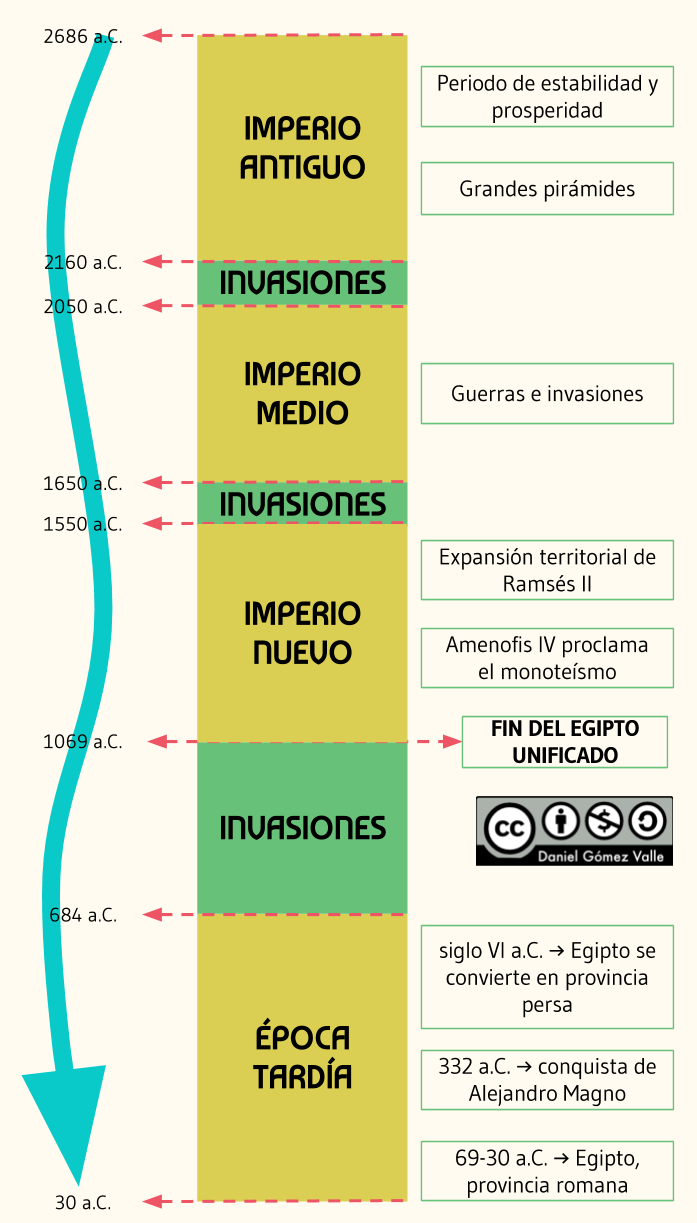 2686 a.C.
IMPERIO
ANTIGUO
Periodo de estabilidad y
prosperidad
Grandes pirámides
2160 a.C.
INVASIONES
2050 a.C.
IMPERIO
MEDIO
Guerras e invasiones
1650 a.C.
INVASIONES
1550 a.C.
IMPERIO
NUEVO
Expansión territorial de
Ramsés II
Amenofis IV proclama
el monoteísmo
1069 a.C.
FIN DEL EGIPTO
UNIFICADO
INVASIONES
cc
Daniel Gómez Valle
684 a.C.
ÉPOCA
TARDÍA
siglo VI a.C. → Egipto se
convierte en provincia
persa
332 a.C. → conquista de
Alejandro Magno
69-30 a.C. → Egipto,
provincia romana
30 a.C.